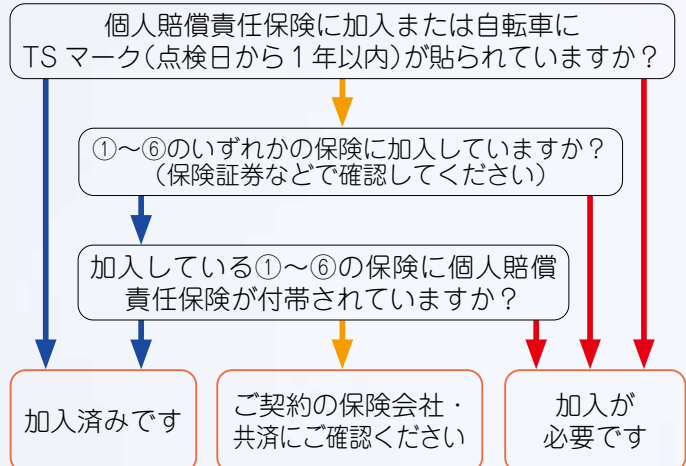 個人賠償責任保険に加入または自転車に
TSマーク(点検日から1年以内)が貼られていますか？
①～⑥のいずれかの保険に加入していますか？
(保険証券などで確認してください)
加入している①～⑥の保険に個人賠償
責任保険が付帯されていますか？
加入済みです
ご契約の保険会社・
共済にご確認ください
加入が
必要です